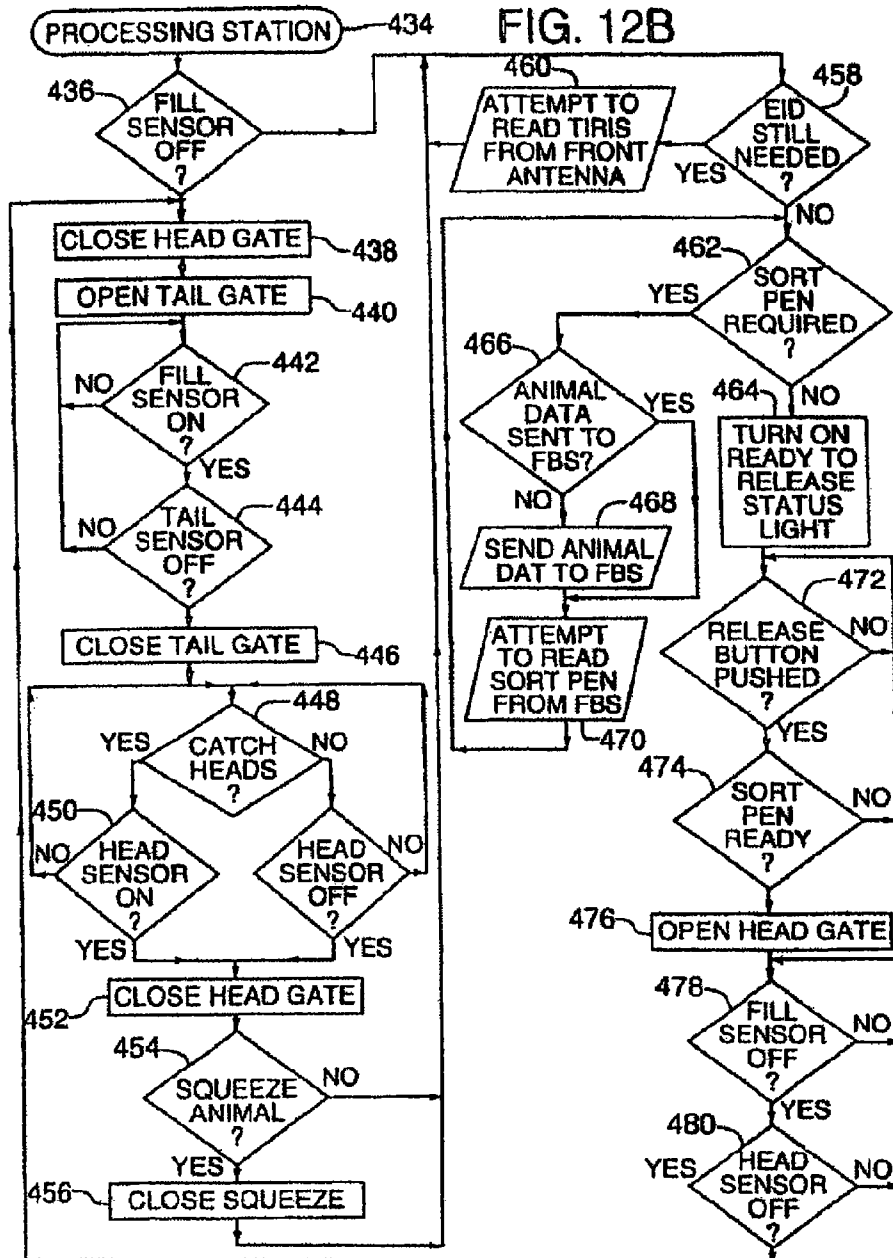 FIG. 12B
PROCESSING STATION
434
436
FILL
SENSOR
OFF
?
CLOSE HEAD GATE
438
OPEN TAIL GATE
440
442
NO
FILL
SENSOR
ON
?
YES
444
NO
TAIL
SENSOR
OFF
?
CLOSE TAIL GATE
446
448
YES
CATCH
HEADS
?
NO
450
NO
HEAD
SENSOR
ON
?
YES
HEAD
SENSOR
OFF
?
NO
YES
452
CLOSE HEAD GATE
454
SQUEEZE
ANIMAL
?
NO
YES
456
CLOSE SQUEEZE
460
ATTEMPT TO
READ TIRIS
FROM FRONT
ANTENNA
458
EID
STILL
NEEDED
?
YES
NO
462
SORT
PEN
REQUIRED
?
YES
NO
466
ANIMAL
DATA
SENT TO
FBS?
YES
NO
468
SEND ANIMAL
DAT TO FBS
ATTEMPT
TO READ
SORT PEN
FROM FBS
470
464
TURN ON
READY TO
RELEASE
STATUS
LIGHT
472
RELEASE
BUTTON
PUSHED
?
NO
YES
474
SORT
PEN
READY
?
NO
476
OPEN HEAD GATE
478
FILL
SENSOR
OFF
?
NO
YES
480
YES
HEAD
SENSOR
OFF
?
NO